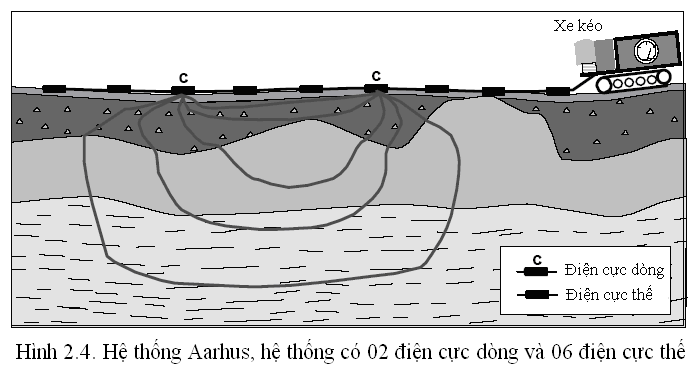 Xe kéo
C
C
C
Điện cực dòng
Điện cực thế
Hình 2.4. Hệ thống Aarhus, hệ thống có 02 điện cực dòng và 06 điện cực thế